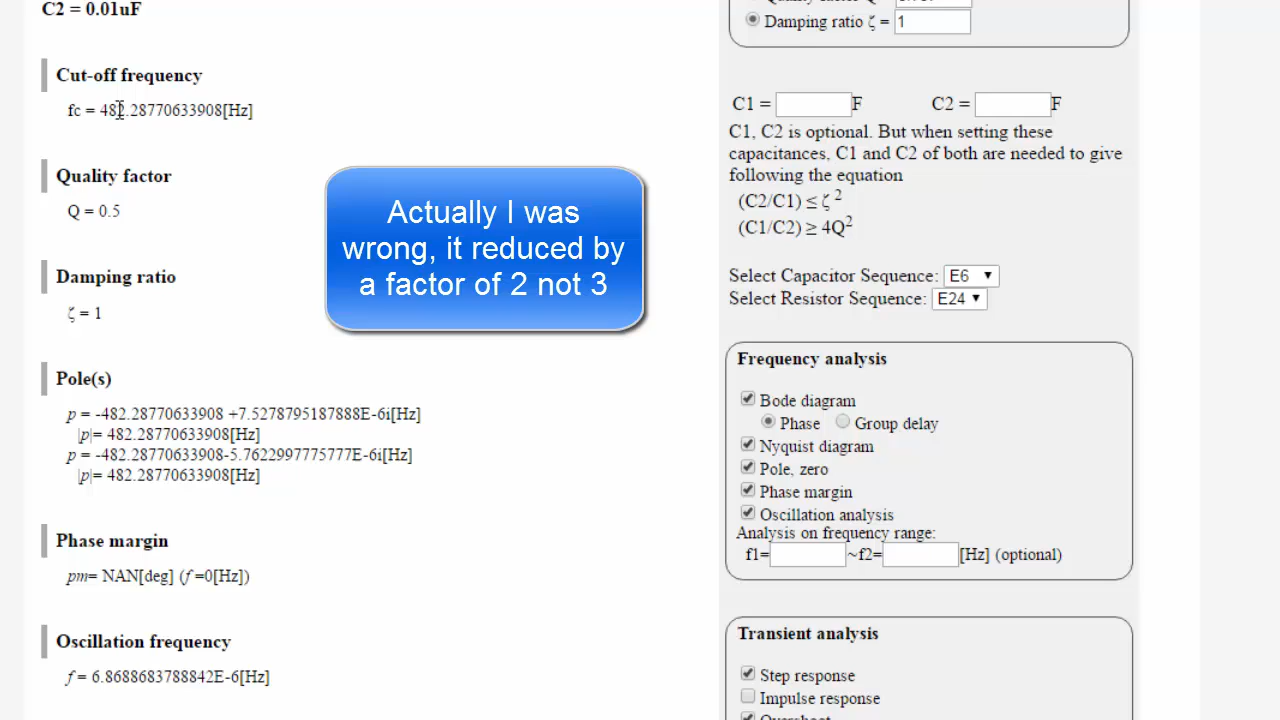 C2 = 0.01uF
Cut-off frequency
fc = 482.28770633908[Hz]
Quality factor
Q = 0.5
Damping ratio
ζ = 1
Pole(s)
p = -482.28770633908 +7.5278795187888E-6i[Hz]
|p|= 482.28770633908[Hz]
p = -482.28770633908-5.7622997775777E-6i[Hz]
|p|= 482.28770633908[Hz]
Phase margin
pm= NAN[deg] (f =0[Hz])
Oscillation frequency
f = 6.8688683788842E-6[Hz]
Actually I was
wrong, it reduced by
a factor of 2 not 3
Damping ratio ζ = 1
C1 = F C2 = F
C1, C2 is optional. But when setting these
capacitances, C1 and C2 of both are needed to give
following the equation
(C2/C1) ≤ ζ 2
(C1/C2) ≥ 4Q2
Select Capacitor Sequence: E6
Select Resistor Sequence: E24
Frequency analysis
Bode diagram
Phase Group delay
Nyquist diagram
Pole, zero
Phase margin
Oscillation analysis
Analysis on frequency range:
f1= ~f2= [Hz] (optional)
Transient analysis
Step response
Impulse response
Overshoot